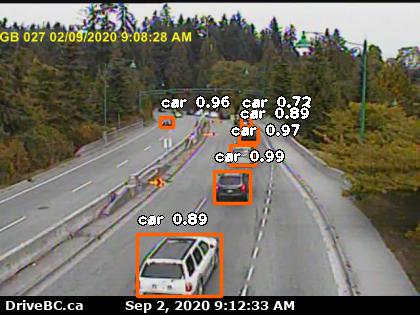 GB 027 02/09/2020 9:08:28 AM
car 0.96
car 0.72
car 0.89
car 0.97
car 0.99
car 0.89
DriveBC.ca Sep 2, 2020 9:12:33 AM